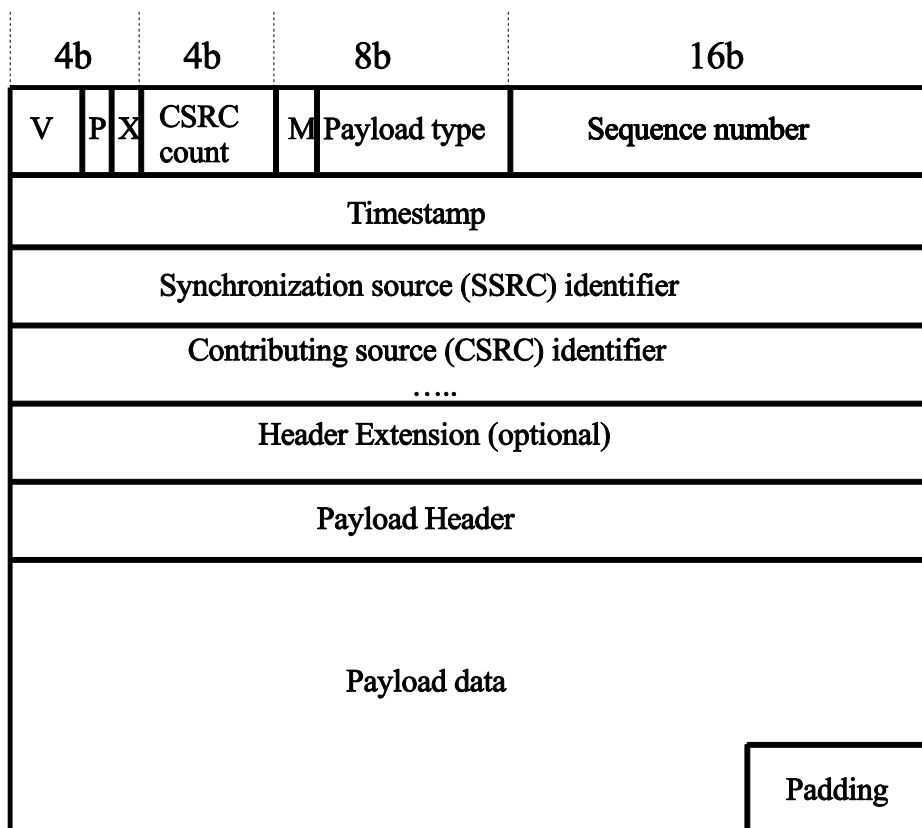 4b 4b 8b 16b
V P X CSRC count M Payload type Sequence number
Timestamp
Synchronization source (SSRC) identifier
Contributing source (CSRC) identifier
.....
Header Extension (optional)
Payload Header
Payload data
Padding